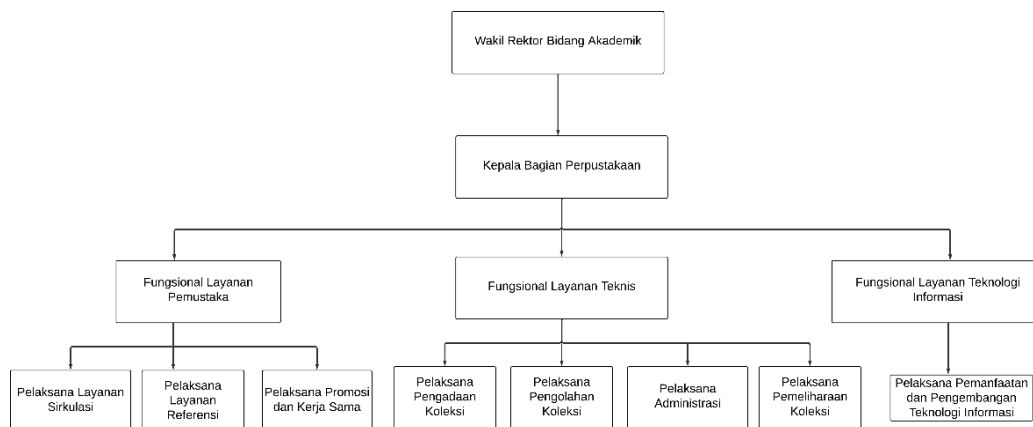 Wakil Rektor Bidang Akademik
Kepala Bagian Perpustakaan
Fungsional Layanan
Pemustaka
Fungsional Layanan Teknis
Fungsional Layanan Teknologi
Informasi
Pelaksana Layanan
Sirkulasi
Pelaksana
Layanan
Referensi
Pelaksana Promosi
dan Kerja Sama
Pelaksana
Pengadaan
Koleksi
Pelaksana
Pengolahan
Koleksi
Pelaksana
Administrasi
Pelaksana
Pemeliharaan
Koleksi
Pelaksana Pemanfaatan
dan Pengembangan
Teknologi Informasi